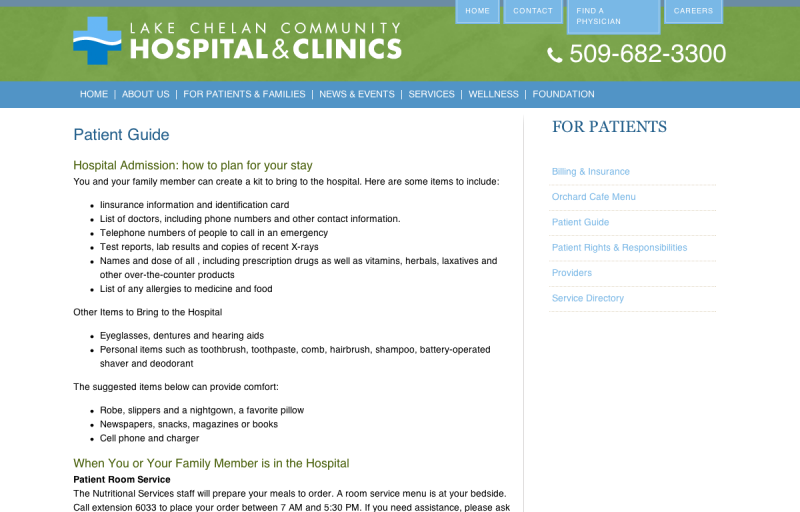 HOME
CONTACT
FIND A
PHYSICIAN
CAREERS
LAKE CHELAN COMMUNITY
HOSPITAL & CLINICS
509-682-3300
HOME | ABOUT US | FOR PATIENTS & FAMILIES | NEWS & EVENTS | SERVICES | WELLNESS | FOUNDATION
Patient Guide
Hospital Admission: how to plan for your stay
You and your family member can create a kit to bring to the hospital. Here are some items to include:
• Iinsurance information and identification card
• List of doctors, including phone numbers and other contact information.
• Telephone numbers of people to call in an emergency
• Test reports, lab results and copies of recent X-rays
• Names and dose of all , including prescription drugs as well as vitamins, herbals, laxatives and
other over-the-counter products
• List of any allergies to medicine and food
Other Items to Bring to the Hospital
• Eyeglasses, dentures and hearing aids
• Personal items such as toothbrush, toothpaste, comb, hairbrush, shampoo, battery-operated
shaver and deodorant
The suggested items below can provide comfort:
• Robe, slippers and a nightgown, a favorite pillow
• Newspapers, snacks, magazines or books
• Cell phone and charger
When You or Your Family Member is in the Hospital
Patient Room Service
The Nutritional Services staff will prepare your meals to order. A room service menu is at your bedside.
Call extension 6033 to place your order between 7 AM and 5:30 PM. If you need assistance, please ask
FOR PATIENTS
Billing & Insurance
Orchard Cafe Menu
Patient Guide
Patient Rights & Responsibilities
Providers
Service Directory